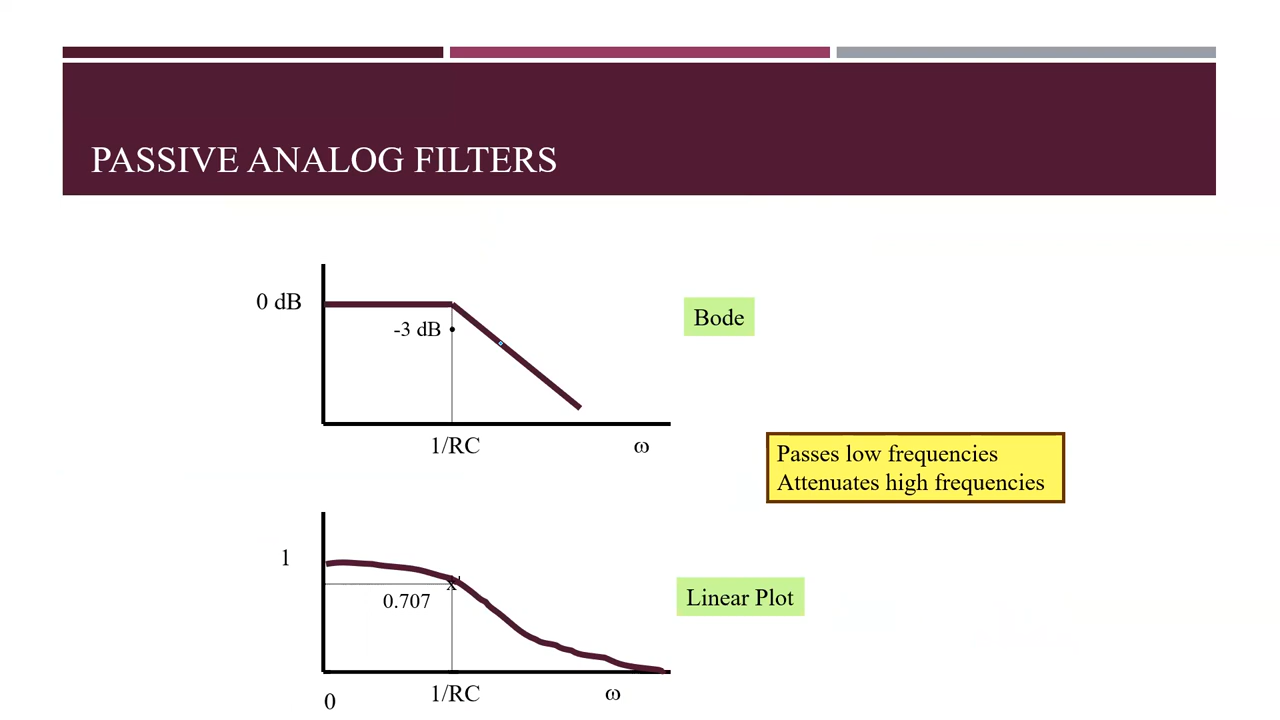 PASSIVE ANALOG FILTERS
0 dB
-3 dB
Bode
1/RC
ω
Passes low frequencies
Attenuates high frequencies
1
x
0.707
Linear Plot
0
1/RC
ω